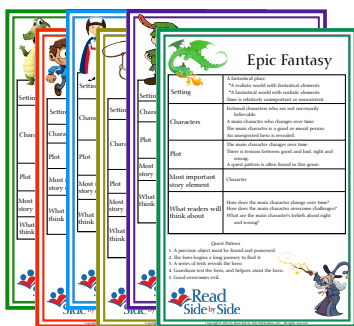 Epic Fantasy
Setting
A fantastical place:
*A realistic world with fantastical elements
*A fantastical world with realistic elements
Time is relatively unimportant or nonexistent.
Characters
Fictional characters who are not necessarily
believable
A main character who changes over time.
The main character is a good or moral person.
An unexpected hero is revealed.
Plot
The main character changes over time.
There is tension between good and bad, right and
wrong.
A quest pattern is often found in this genre.
Most important
story element
Character
What readers will
think about
How does the main character change over time?
How does the main character overcome challenges?
What are the main character's beliefs about right
and wrong?
Quest Pattern
1. A precious object must be found and possessed.
2. The hero begins a long journey to find it.
3. A series of tests reveals the hero.
4. Guardians test the hero, and helpers assist the hero.
5. Good overcomes evil.
Read
Side by Side
Setting
Chara
Plot
Most
story
What
think
Side